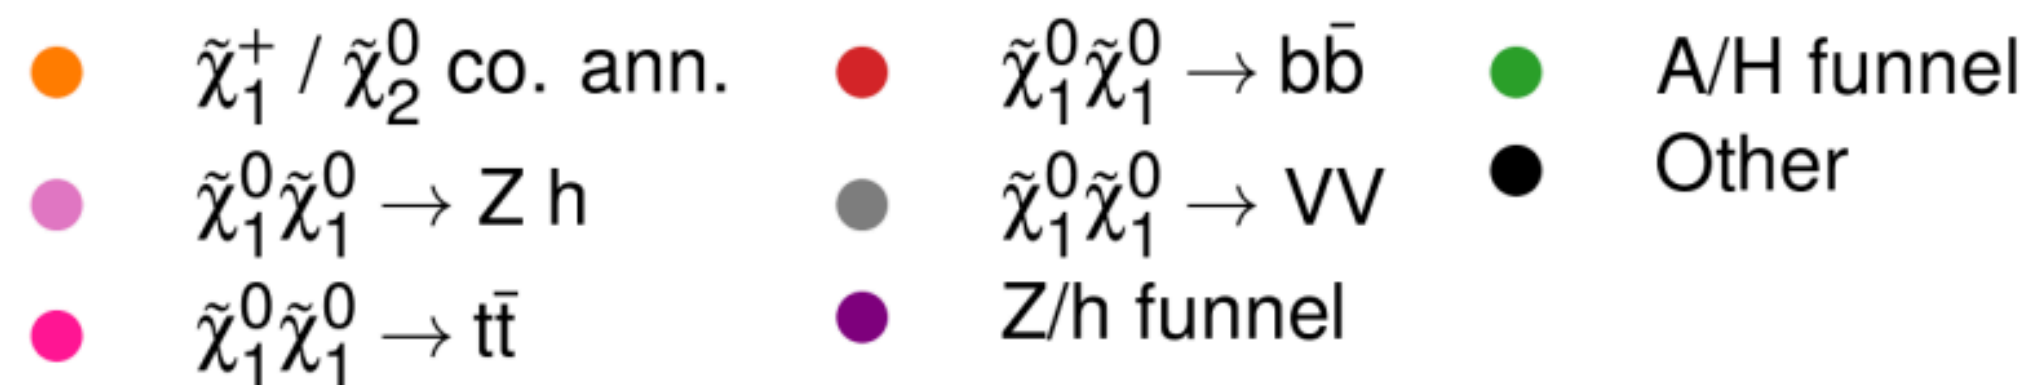 χ̃₁⁺ / χ̃₂⁰ co. ann.
χ̃₁⁰χ̃₁⁰ → Z h
χ̃₁⁰χ̃₁⁰ → tt̄
χ̃₁⁰χ̃₁⁰ → bb̄
χ̃₁⁰χ̃₁⁰ → VV
Z/h funnel
A/H funnel
Other